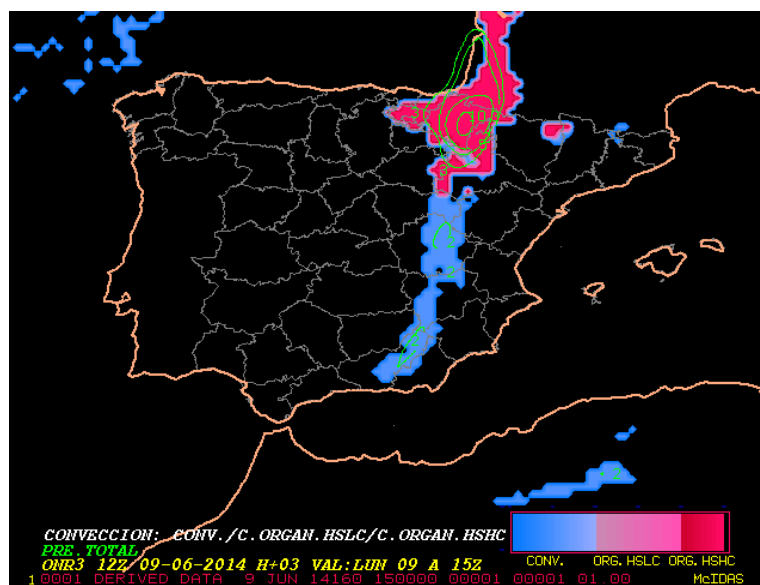 10
CONVECCION: CONV./C.ORGAN.HSLC/C.ORGAN.HSHC
PRE.TOTAL
ONR3 12Z 09-06-2014 H+03 VAL:LUN 09 A 15Z
CONV. ORG.HSLC ORG.HSHC
1 0001 DERIVED DATA 9 JUN 14160 150000 00001 00001 01.00 McIDAS